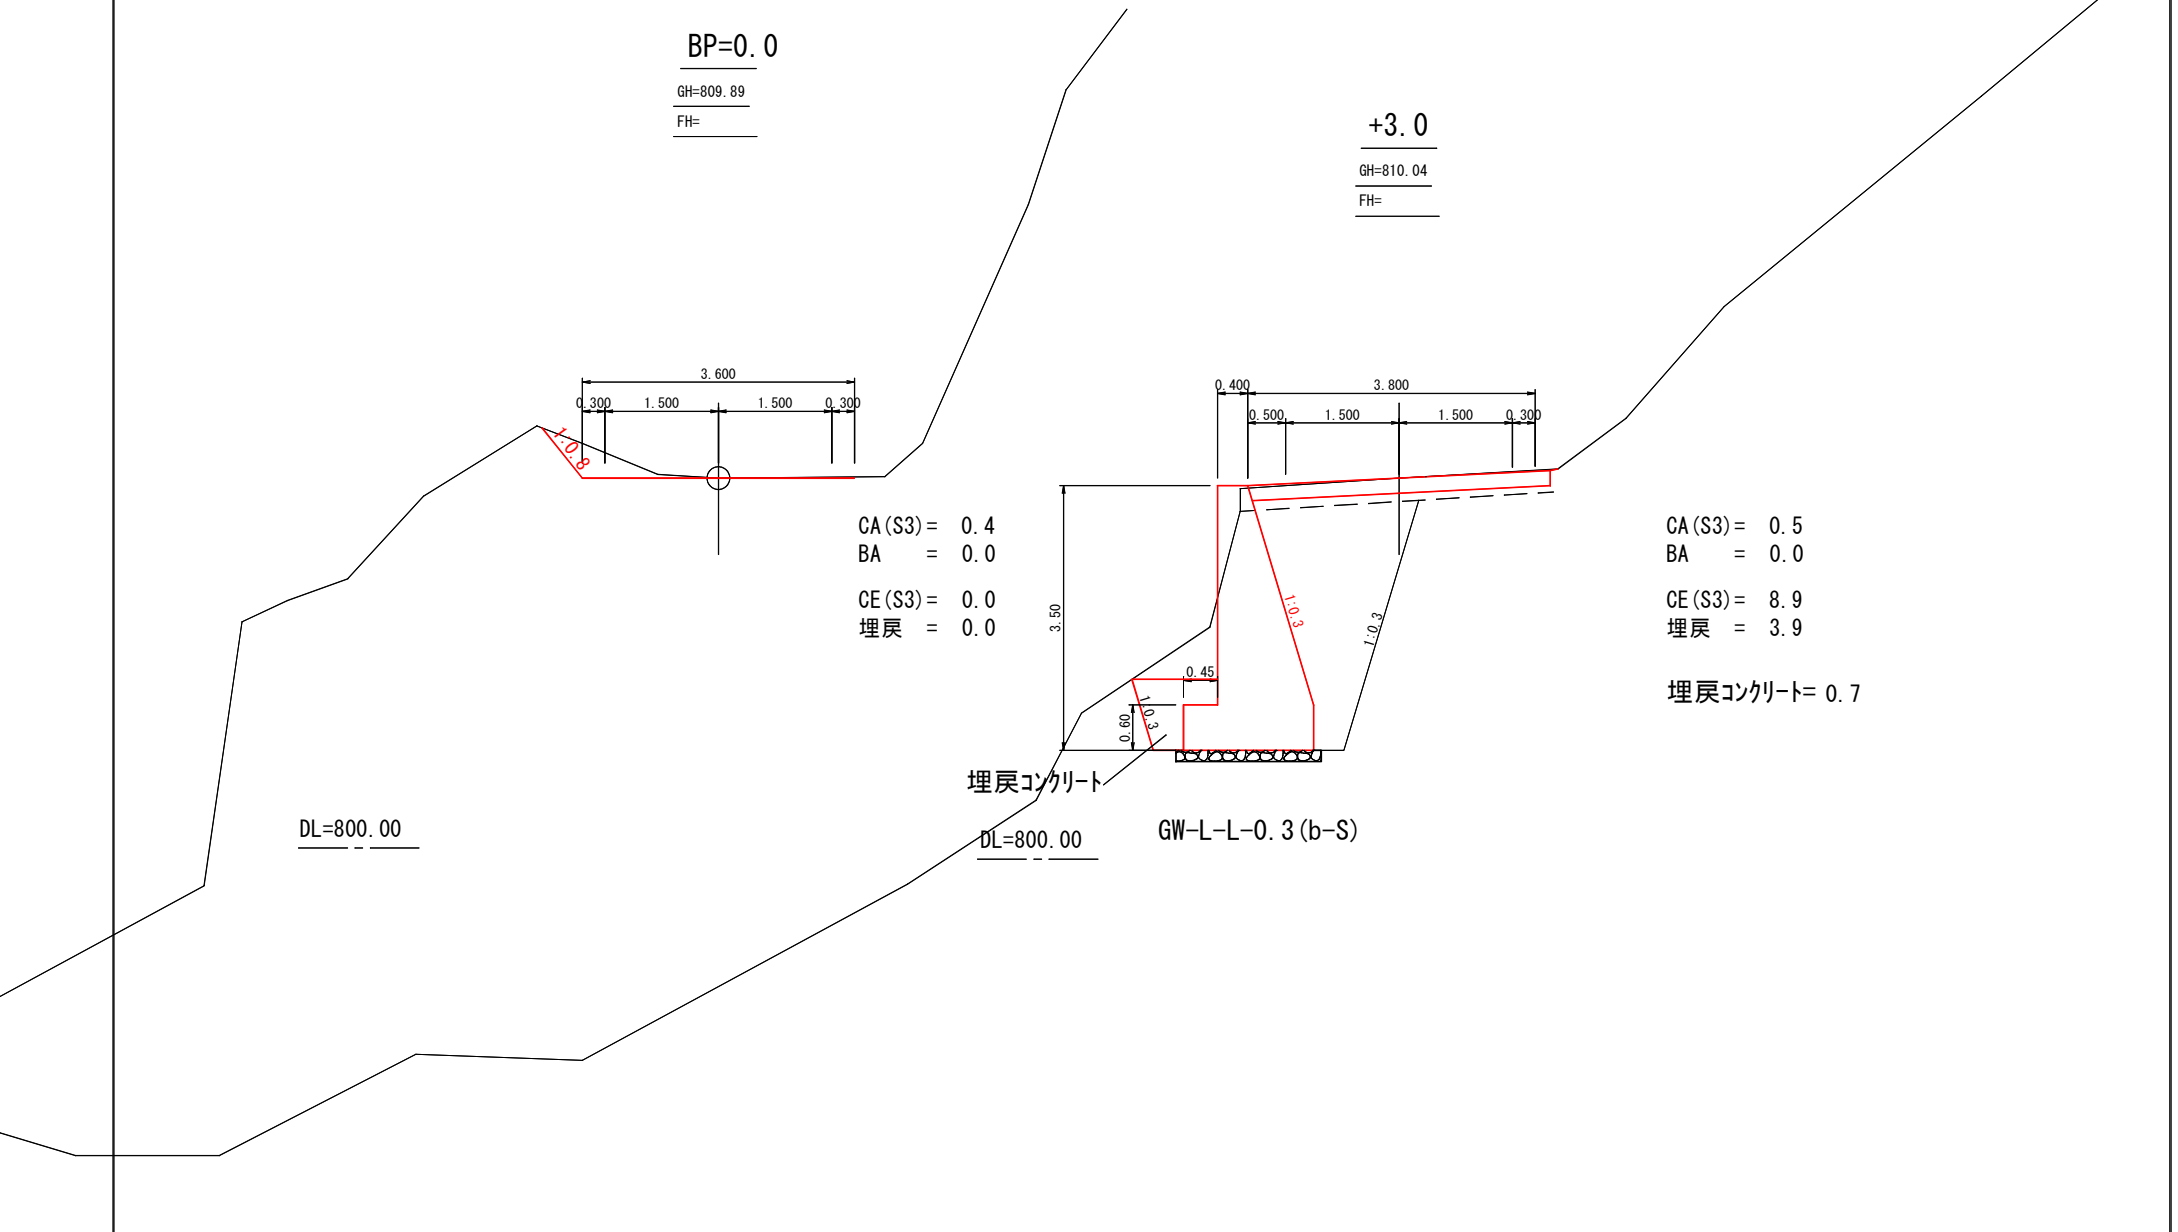 BP=0.0
GH=809.89
FH=
+3.0
GH=810.04
FH=
3.600
0.300 1.500 1.500 0.300
1:0.8
0.400 3.800
0.500 1.500 1.500 0.300
CA(S3)= 0.4
BA = 0.0
CE(S3)= 0.0
埋戻 = 0.0
CA(S3)= 0.5
BA = 0.0
CE(S3)= 8.9
埋戻 = 3.9
埋戻コンクリート= 0.7
3.50
1:0.3
1:0.3
0.45
1:0.3
0.60
埋戻コンクリート
DL=800.00
DL=800.00
GW-L-L-0.3(b-S)